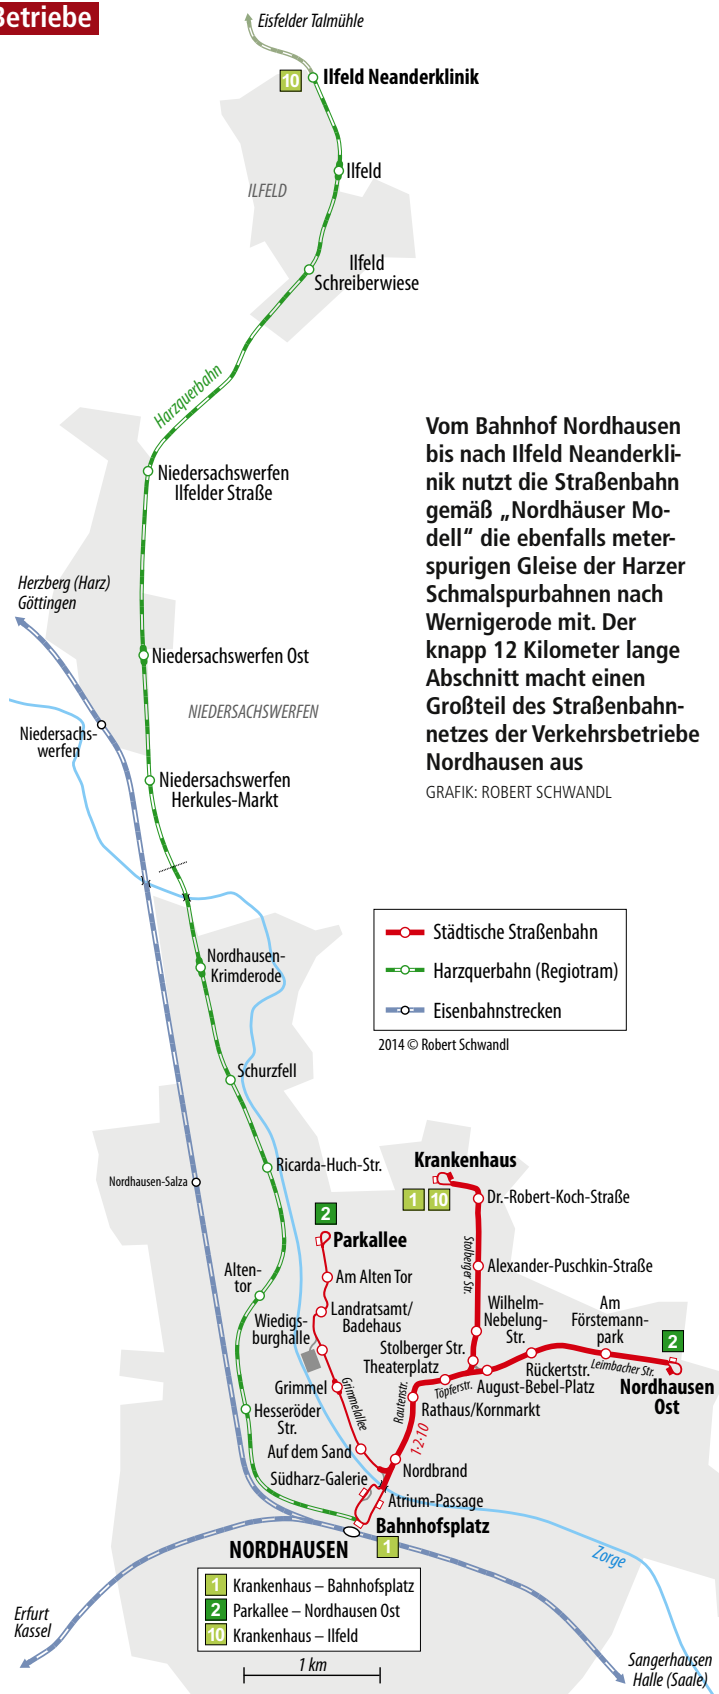 Betriebe
Eisfelder Talmühle
10
Ilfeld Neanderklinik
Ilfeld
ILFELD
Ilfeld
Schreiberwiese
Harzquerbahn
Vom Bahnhof Nordhausen
bis nach Ilfeld Neanderkli-
nik nutzt die Straßenbahn
gemäß „Nordhäuser Mo-
dell“ die ebenfalls meter-
spurigen Gleise der Harzer
Schmalspurbahnen nach
Wernigerode mit. Der
knapp 12 Kilometer lange
Abschnitt macht einen
Großteil des Straßenbahn-
netzes der Verkehrsbetriebe
Nordhausen aus
GRAFIK: ROBERT SCHWANDL
Niedersachswerfen
Ilfelder Straße
Herzberg (Harz)
Göttingen
Niedersachswerfen Ost
NIEDERSACHSWERFEN
Niedersachs-
werfen
Niedersachswerfen
Herkules-Markt
Städtische Straßenbahn
Harzquerbahn (Regiotram)
Eisenbahnstrecken
2014 © Robert Schwandl
Nordhausen-
Krimderode
Schurzfell
Ricarda-Huch-Str.
Nordhausen-Salza
Krankenhaus
1 10
Dr.-Robert-Koch-Straße
2
Parkallee
Stolberger Str.
Alexander-Puschkin-Straße
Alten-
tor
Am Alten Tor
Landratsamt/
Badehaus
Wiedigs-
burghalle
Wilhelm-
Nebelung-
Str.
Am
Förstemann-
park
2
Stolberger Str.
Theaterplatz
Rückertstr.
Leimbacher Str.
Nordhausen
Ost
Grimmel
Grimmelallee
Rautenstr.
Töpferstr.
August-Bebel-Platz
Rathaus/Kornmarkt
Hesseröder
Str.
1·2·10
Auf dem Sand
Nordbrand
Südharz-Galerie
Atrium-Passage
Bahnhofsplatz
1
NORDHAUSEN
Zorge
1 Krankenhaus – Bahnhofsplatz
2 Parkallee – Nordhausen Ost
10 Krankenhaus – Ilfeld
Erfurt
Kassel
1 km
Sangerhausen
Halle (Saale)